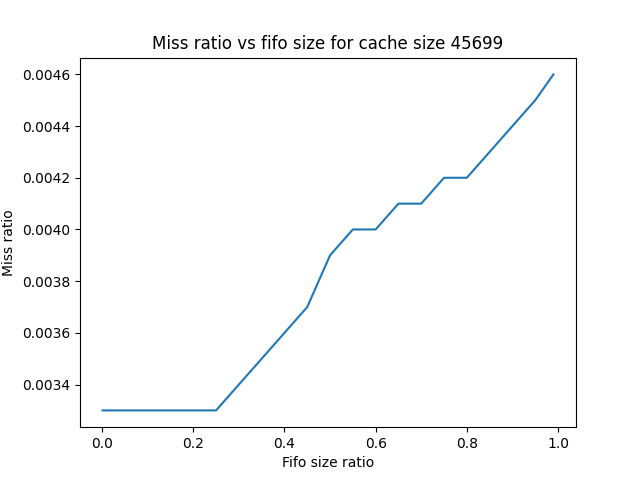 Miss ratio vs fifo size for cache size 45699
0.0046
0.0044
0.0042
0.0040
0.0038
0.0036
0.0034
Miss ratio
0.0 0.2 0.4 0.6 0.8 1.0
Fifo size ratio